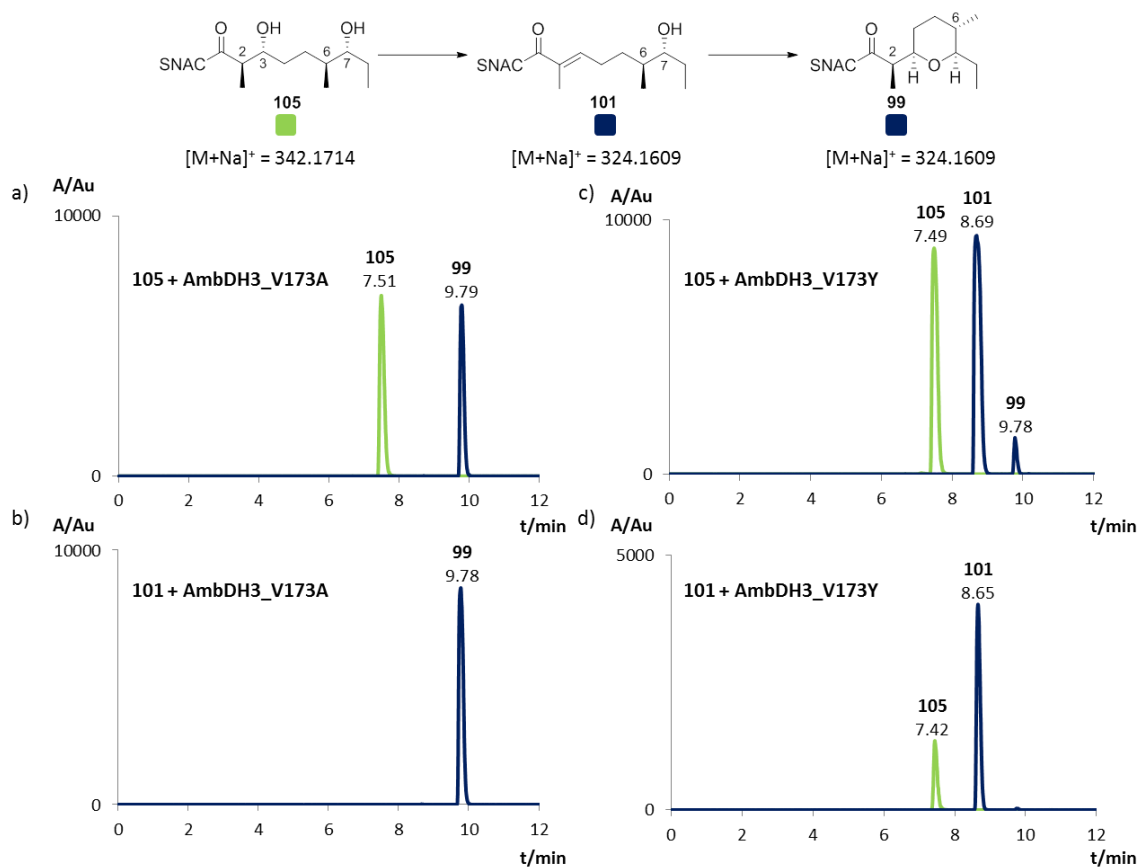 O OH OH
2 3 6 7
SNAC
105
[M+Na]⁺ = 342.1714
O OH
6 7
SNAC
101
[M+Na]⁺ = 324.1609
O 6
2
SNAC H O H
99
[M+Na]⁺ = 324.1609
a)
A/Au
10000
105 + AmbDH3_V173A
105
7.51
99
9.79
0
0 2 4 6 8 10 12
t/min
b)
A/Au
10000
101 + AmbDH3_V173A
99
9.78
0
0 2 4 6 8 10 12
t/min
c)
A/Au
10000
105 + AmbDH3_V173Y
105
7.49
101
8.69
99
9.78
0
0 2 4 6 8 10 12
t/min
d)
A/Au
5000
101 + AmbDH3_V173Y
105
7.42
101
8.65
0
0 2 4 6 8 10 12
t/min